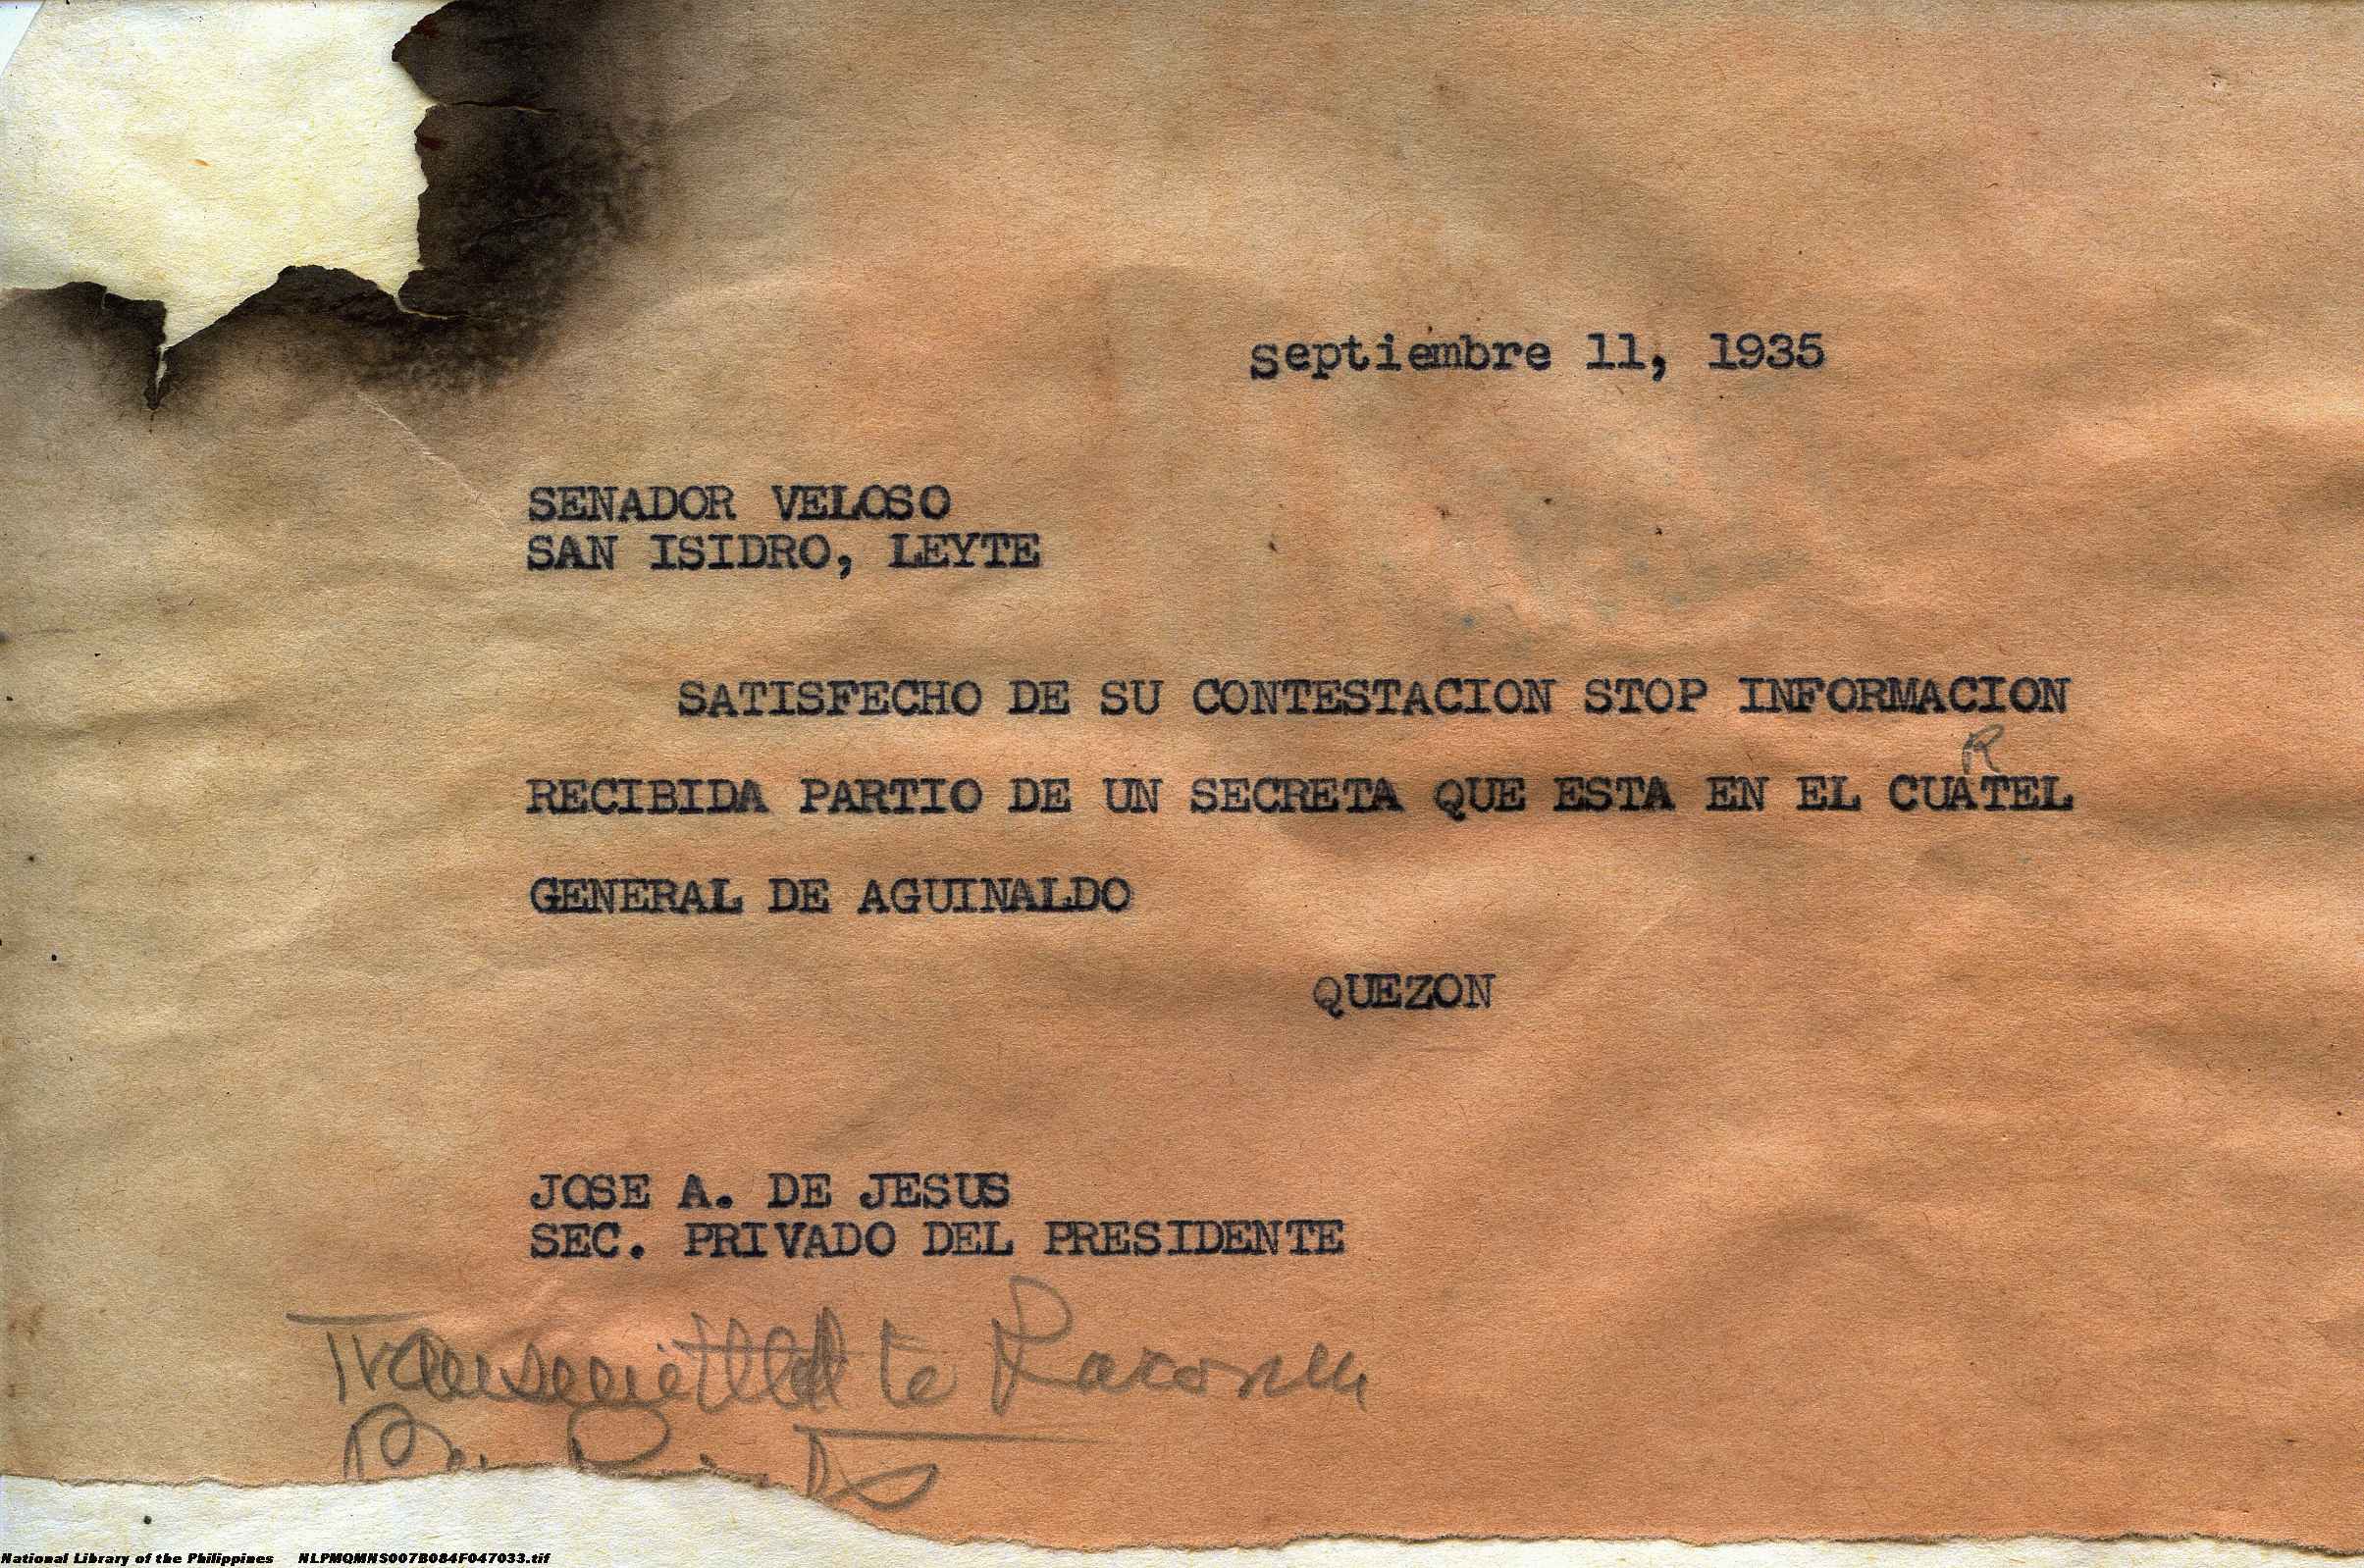 septiembre 11, 1935
SENADOR VELOSO
SAN ISIDRO, LEYTE
SATISFECHO DE SU CONTESTACION STOP INFORMACION
R
RECIBIDA PARTIO DE UN SECRETA QUE ESTA EN EL CUATEL
GENERAL DE AGUINALDO
QUEZON
JOSE A. DE JESUS
SEC. PRIVADO DEL PRESIDENTE
Transmitted to
National Library of the Philippines NLPMQMNS007B084F047033.tif